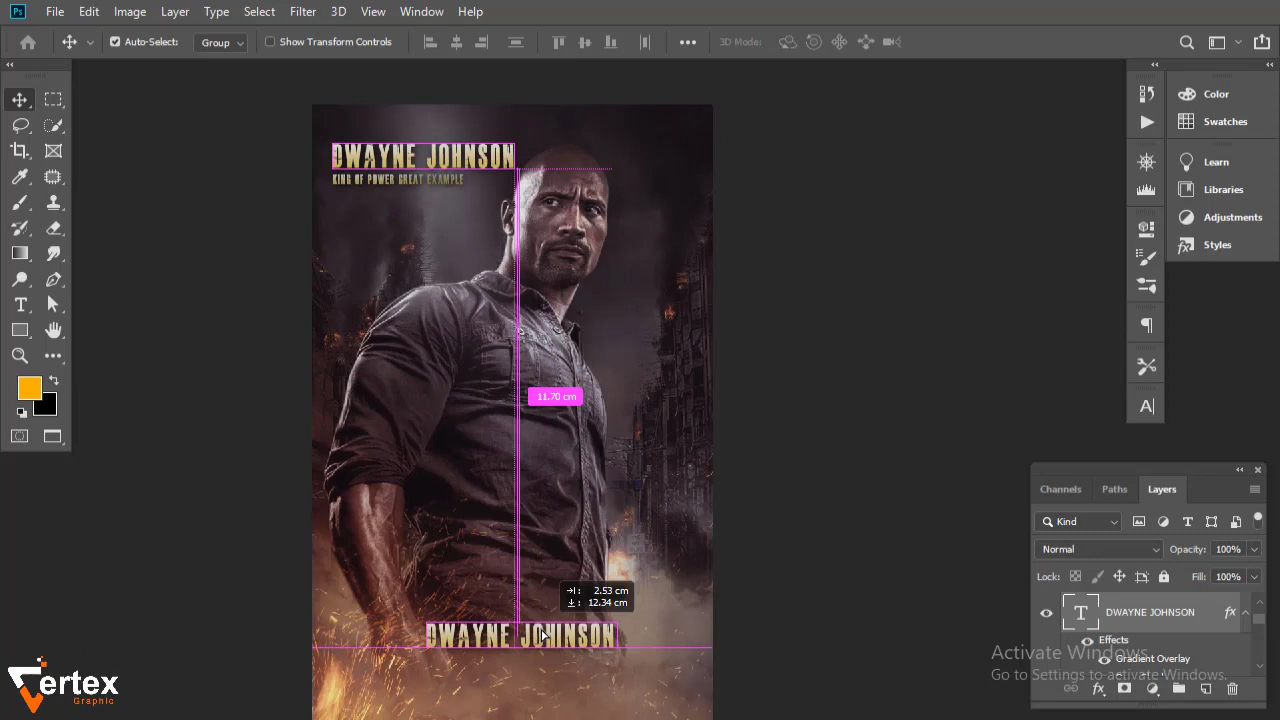 Ps File Edit Image Layer Type Select Filter 3D View Window Help
Auto-Select: Group Show Transform Controls 3D Mode:
Color
Swatches
Learn
Libraries
Adjustments
Styles
DWAYNE JOHNSON
KING OF POWER GREAT EXAMPLE
11.70 cm
2.53 cm
12.34 cm
DWAYNE JOHNSON
Channels Paths Layers
Kind
Normal Opacity: 100%
Lock: Fill: 100%
T DWAYNE JOHNSON fx
Effects
Gradient Overlay
Activate Windows
Go to Settings to activate Windows.
Vertex
Graphic